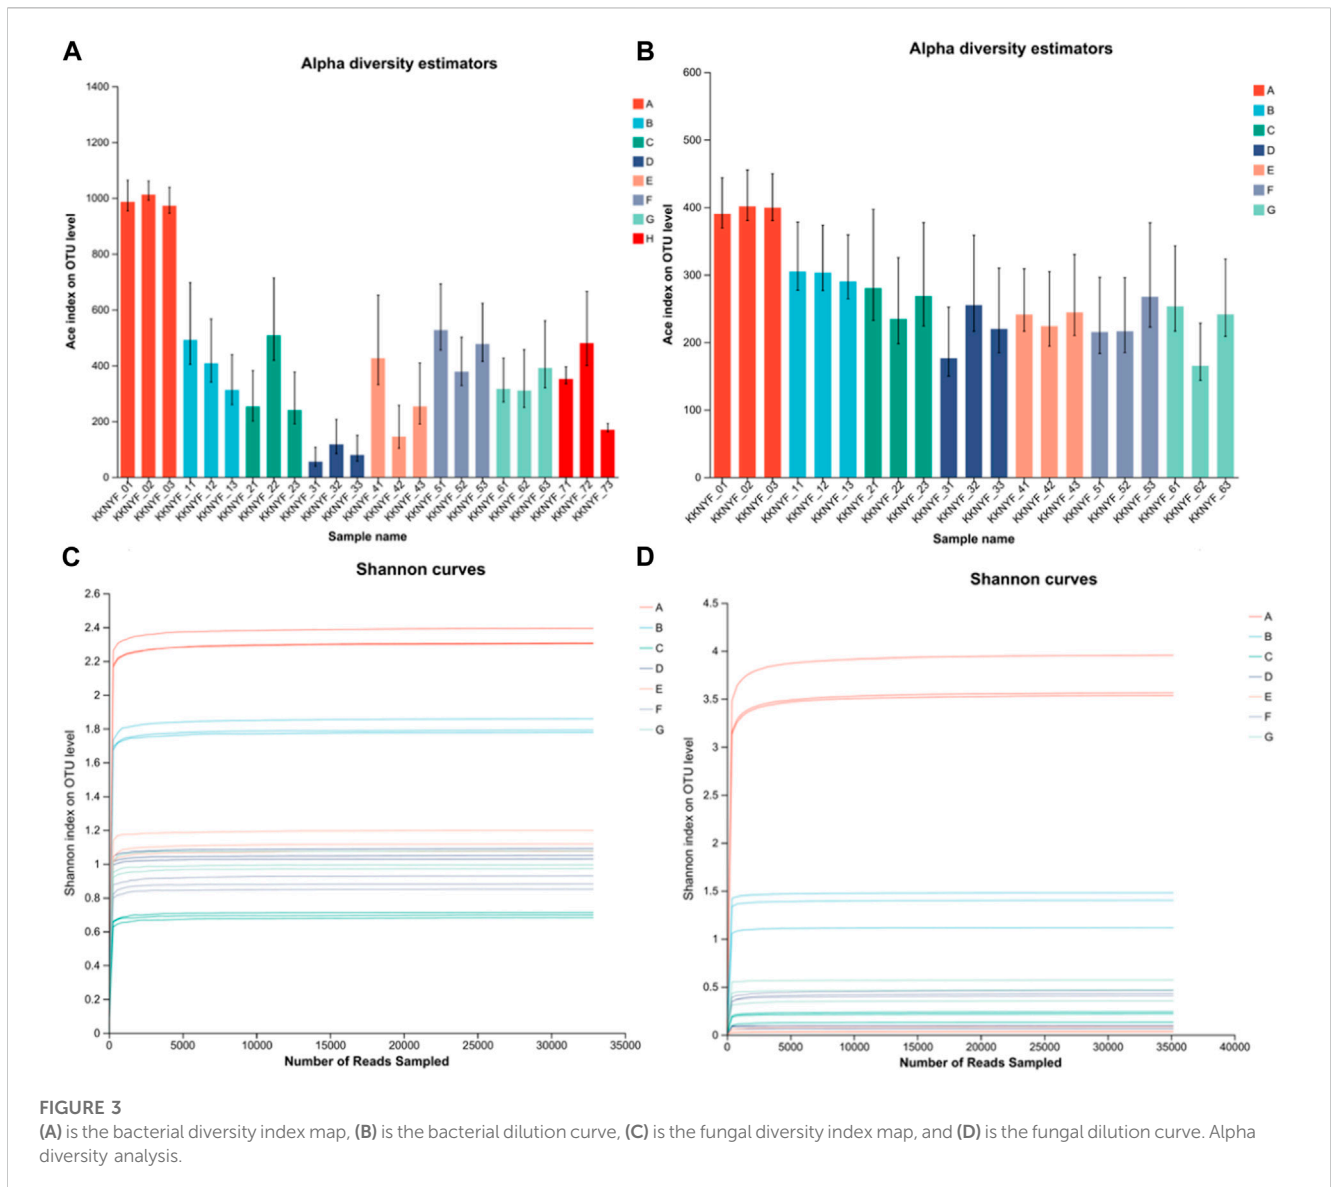 A
Alpha diversity estimators
1400
1200
1000
800
600
400
200
0
Ace index on OTU level
KKNYF_01
KKNYF_02
KKNYF_03
KKNYF_11
KKNYF_12
KKNYF_13
KKNYF_21
KKNYF_22
KKNYF_23
KKNYF_31
KKNYF_32
KKNYF_33
KKNYF_41
KKNYF_42
KKNYF_43
KKNYF_51
KKNYF_52
KKNYF_53
KKNYF_61
KKNYF_62
KKNYF_63
KKNYF_71
KKNYF_72
KKNYF_73
Sample name
A
B
C
D
E
F
G
H
B
Alpha diversity estimators
600
500
400
300
200
100
0
Ace index on OTU level
KKNYF_01
KKNYF_02
KKNYF_03
KKNYF_11
KKNYF_12
KKNYF_13
KKNYF_21
KKNYF_22
KKNYF_23
KKNYF_31
KKNYF_32
KKNYF_33
KKNYF_41
KKNYF_42
KKNYF_43
KKNYF_51
KKNYF_52
KKNYF_53
KKNYF_61
KKNYF_62
KKNYF_63
Sample name
A
B
C
D
E
F
G
C
Shannon curves
2.6
2.4
2.2
2
1.8
1.6
1.4
1.2
1
0.8
0.6
0.4
0.2
0
Shannon index on OTU level
0
5000
10000
15000
20000
25000
30000
35000
Number of Reads Sampled
A
B
C
D
E
F
G
D
Shannon curves
4.5
4
3.5
3
2.5
2
1.5
1
0.5
0
Shannon index on OTU level
0
5000
10000
15000
20000
25000
30000
35000
40000
Number of Reads Sampled
A
B
C
D
E
F
G
FIGURE 3
(A) is the bacterial diversity index map, (B) is the bacterial dilution curve, (C) is the fungal diversity index map, and (D) is the fungal dilution curve. Alpha
diversity analysis.